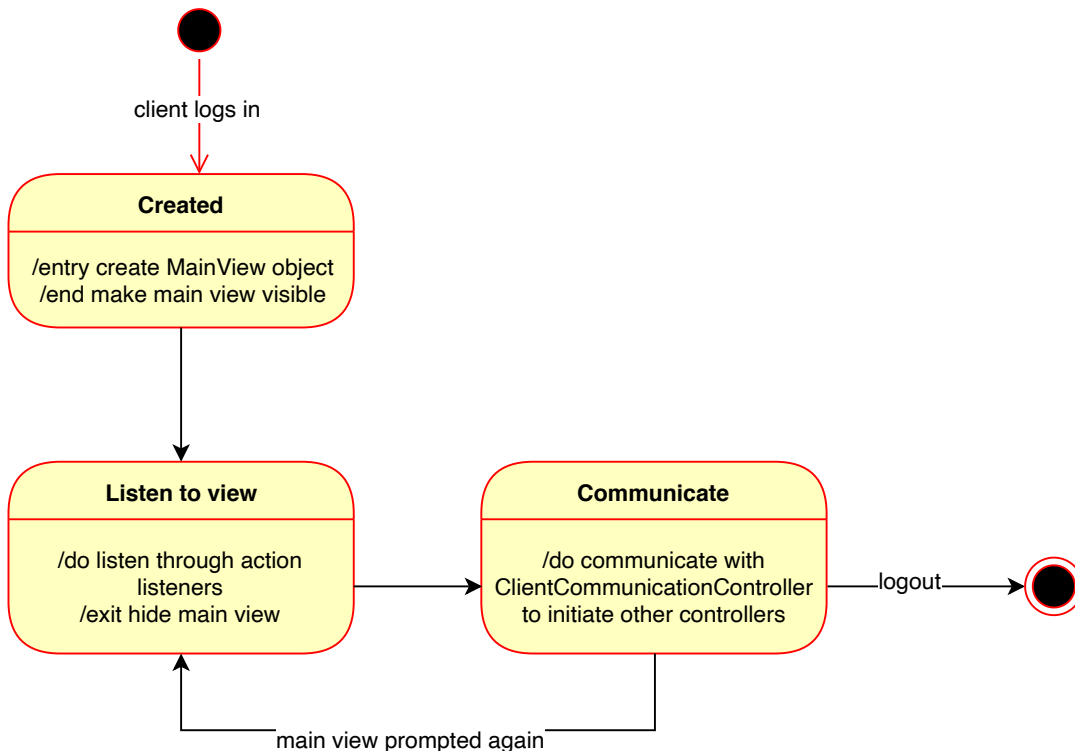 client logs in
Created
/entry create MainView object
/end make main view visible
Listen to view
/do listen through action
listeners
/exit hide main view
Communicate
/do communicate with
ClientCommunicationController
to initiate other controllers
logout
main view prompted again